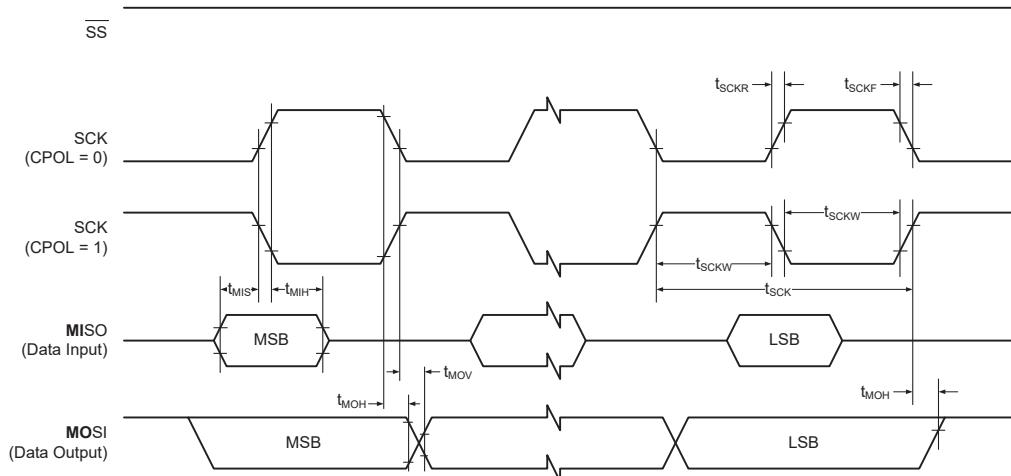 SS
tSCKR
tSCKF
SCK
(CPOL = 0)
SCK
(CPOL = 1)
tSCKW
tSCKW
tSCK
tMIS
tMIH
MISO
(Data Input)
MSB
LSB
tMOV
tMOH
tMOH
MOSI
(Data Output)
MSB
LSB